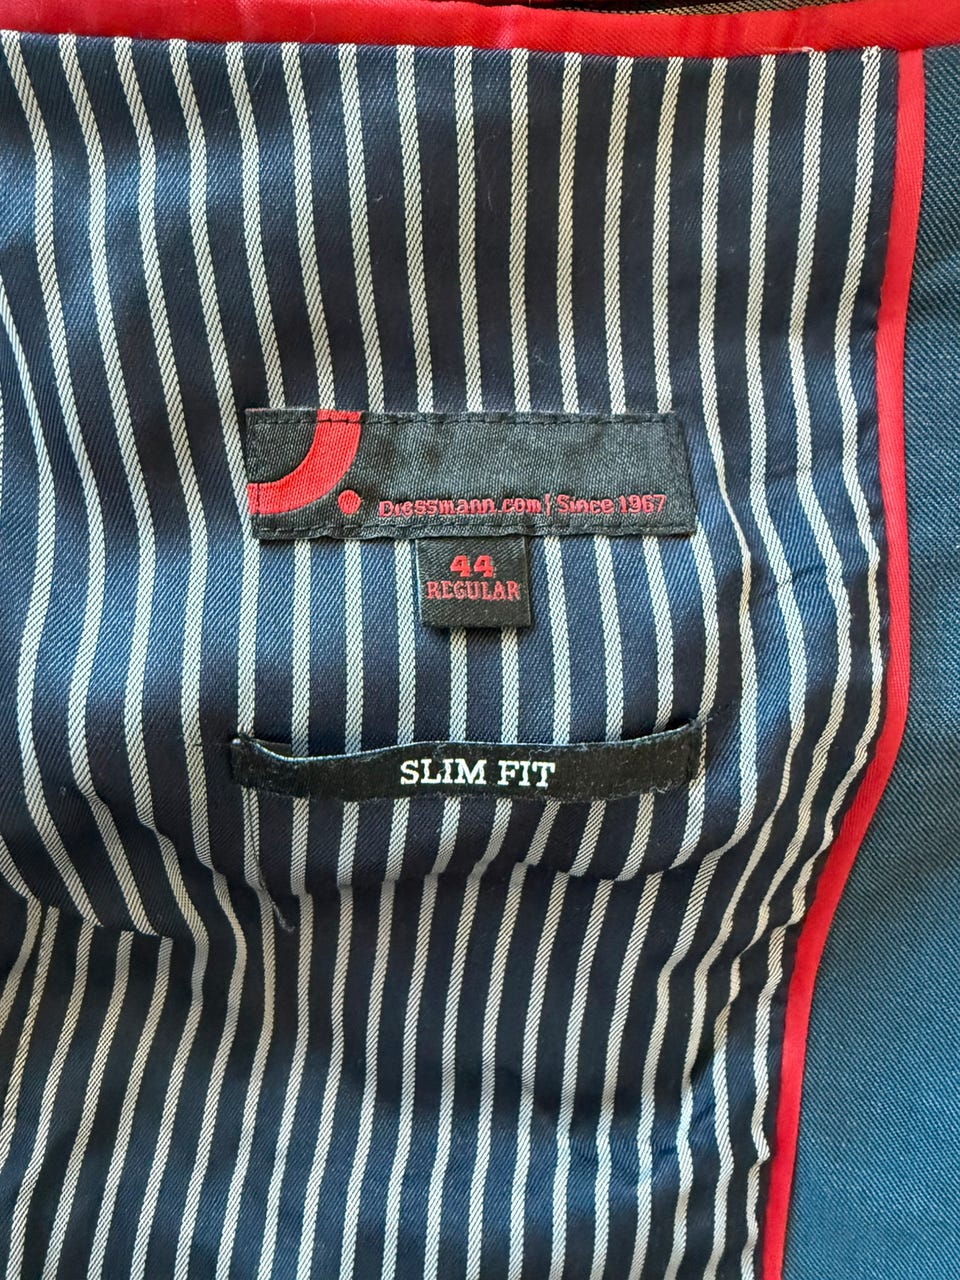 Dressmann.com | Since 1967
44
REGULAR
SLIM FIT